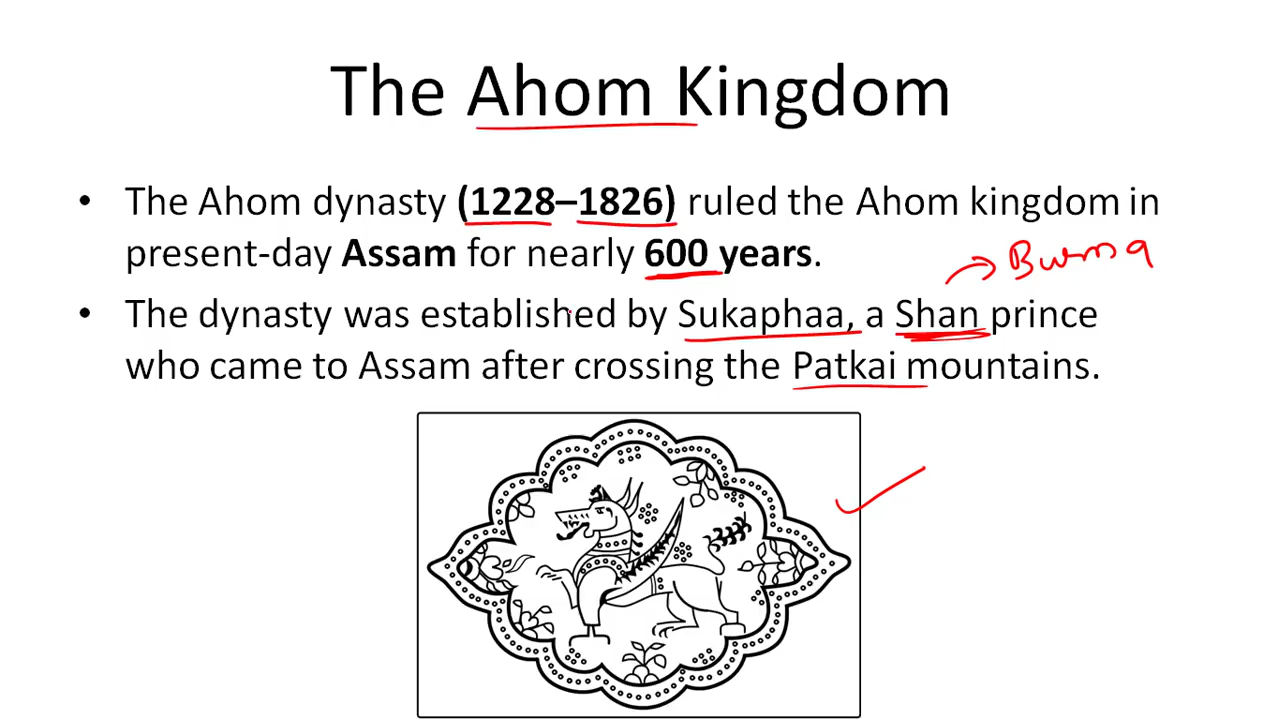 The Ahom Kingdom
• The Ahom dynasty (1228–1826) ruled the Ahom kingdom in
present-day Assam for nearly 600 years.
Burma
• The dynasty was established by Sukaphaa, a Shan prince
who came to Assam after crossing the Patkai mountains.